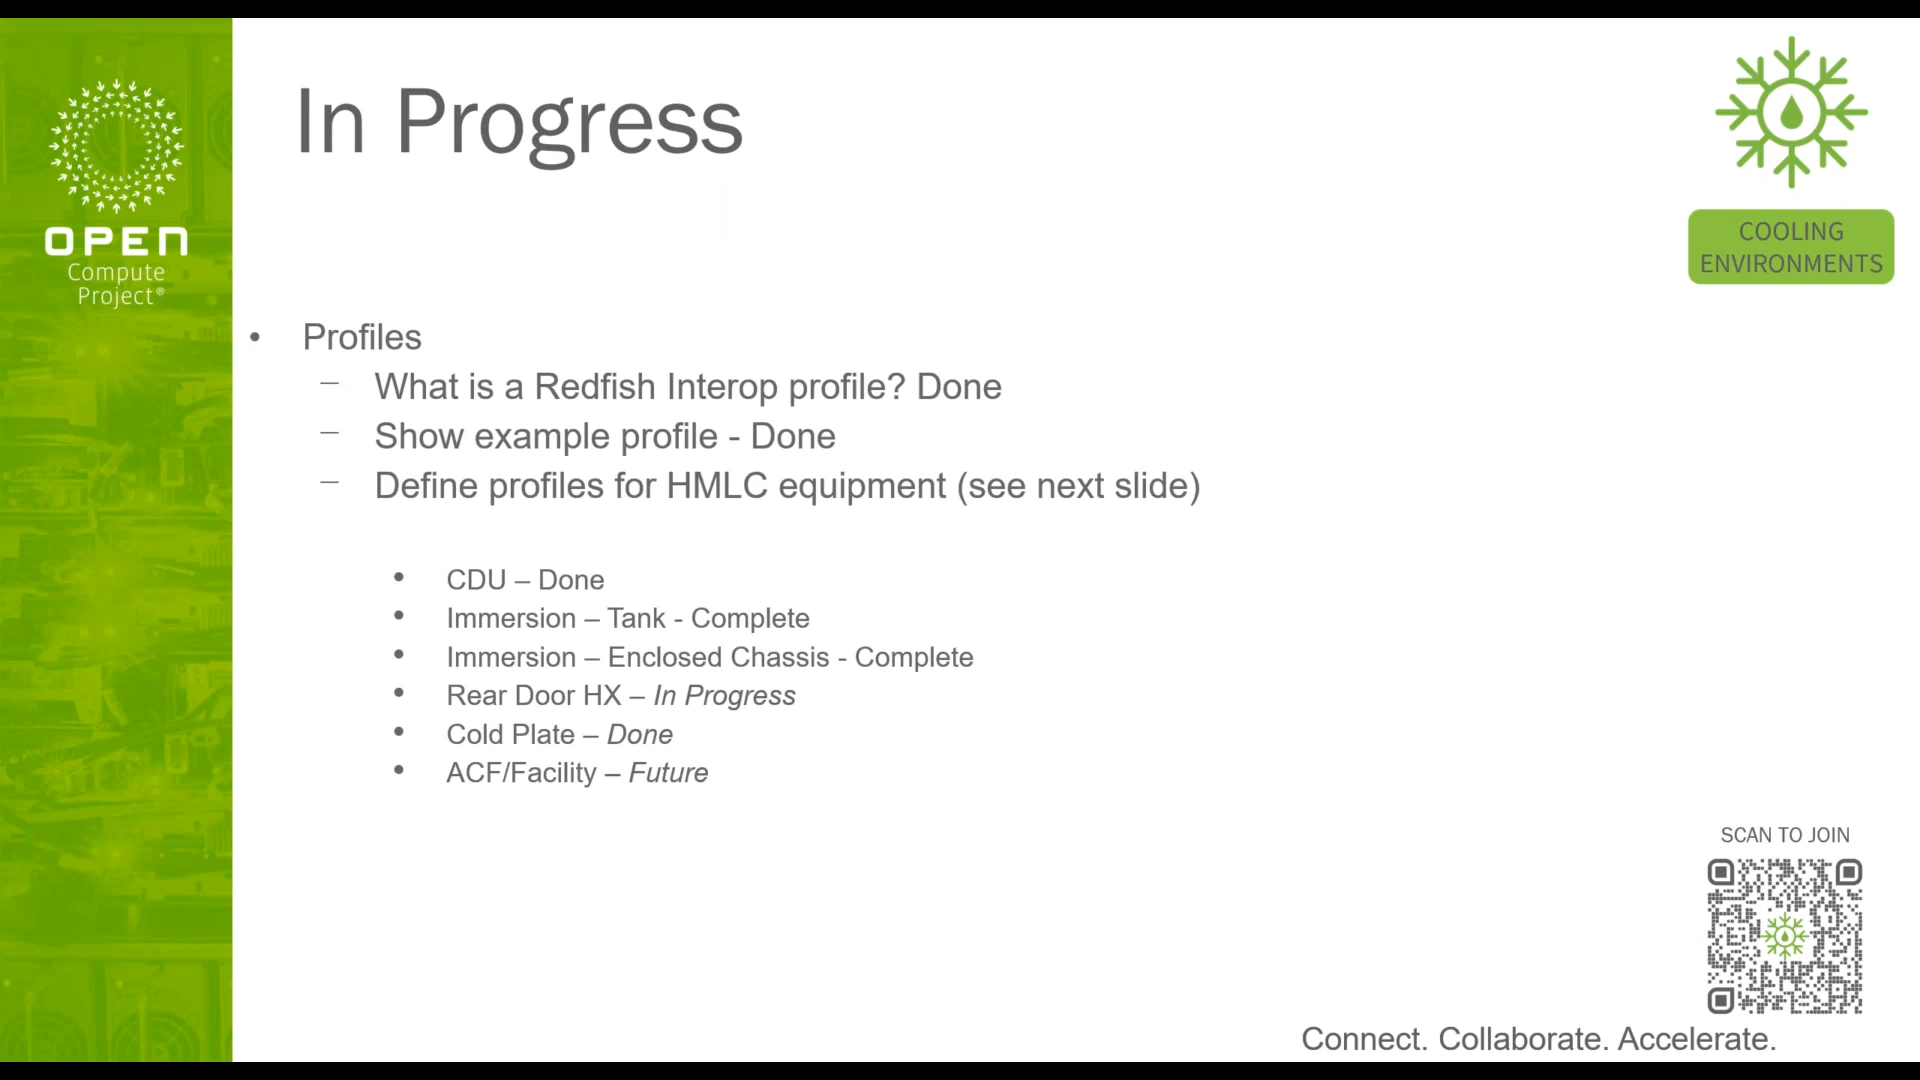 OPEN
Compute
Project®
In Progress
COOLING
ENVIRONMENTS
• Profiles
– What is a Redfish Interop profile? Done
– Show example profile - Done
– Define profiles for HMLC equipment (see next slide)
• CDU – Done
• Immersion – Tank - Complete
• Immersion – Enclosed Chassis - Complete
• Rear Door HX – In Progress
• Cold Plate – Done
• ACF/Facility – Future
SCAN TO JOIN
Connect. Collaborate. Accelerate.